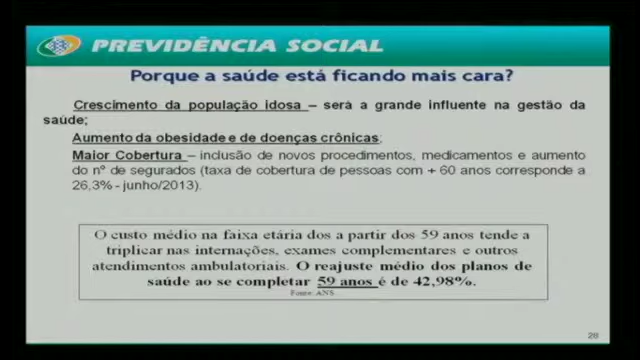 PREVIDÊNCIA SOCIAL
Porque a saúde está ficando mais cara?
Crescimento da população idosa – será a grande influente na gestão da
saúde;
Aumento da obesidade e de doenças crônicas;
Maior Cobertura – inclusão de novos procedimentos, medicamentos e aumento
do nº de segurados (taxa de cobertura de pessoas com + 60 anos corresponde a
26,3% - junho/2013).
O custo médio na faixa etária dos a partir dos 59 anos tende a
triplicar nas internações, exames complementares e outros
atendimentos ambulatoriais. O reajuste médio dos planos de
saúde ao se completar 59 anos é de 42,98%.
Fonte: ANS
28